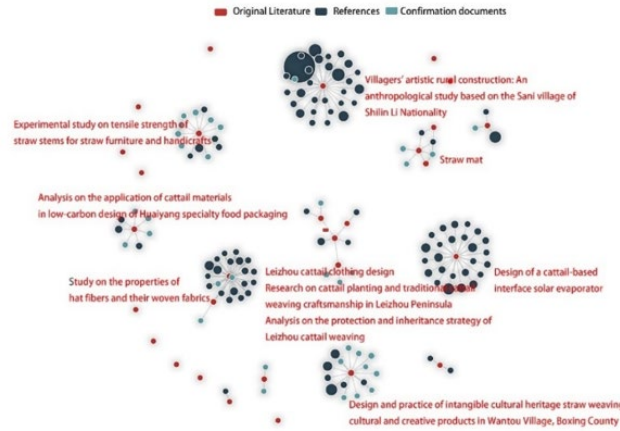 Original Literature References Confirmation documents
Villagers' artistic rural construction: An
anthropological study based on the Sani village of
Shilin Li Nationality
Experimental study on tensile strength of
straw stems for straw furniture and handicrafts
Straw mat
Analysis on the application of cattail materials
in low-carbon design of Huaiyang specialty food packaging
Study on the properties of
hat fibers and their woven fabrics
Leizhou cattail clothing design
Research on cattail planting and traditional
weaving craftsmanship in Leizhou Peninsula
Analysis on the protection and inheritance strategy of
Leizhou cattail weaving
Design of a cattail-based
interface solar evaporator
Design and practice of intangible cultural heritage straw weaving
cultural and creative products in Wantou Village, Boxing County